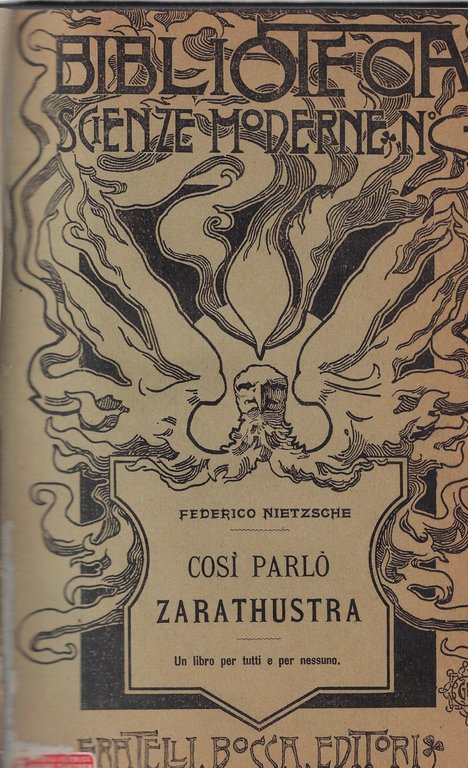 BIBLIOTECA
SCIENZE MODERNE N°
FEDERICO NIETZSCHE
COSÌ PARLÒ
ZARATHUSTRA
Un libro per tutti e per nessuno.
FRATELLI, BOCCA, EDITORI